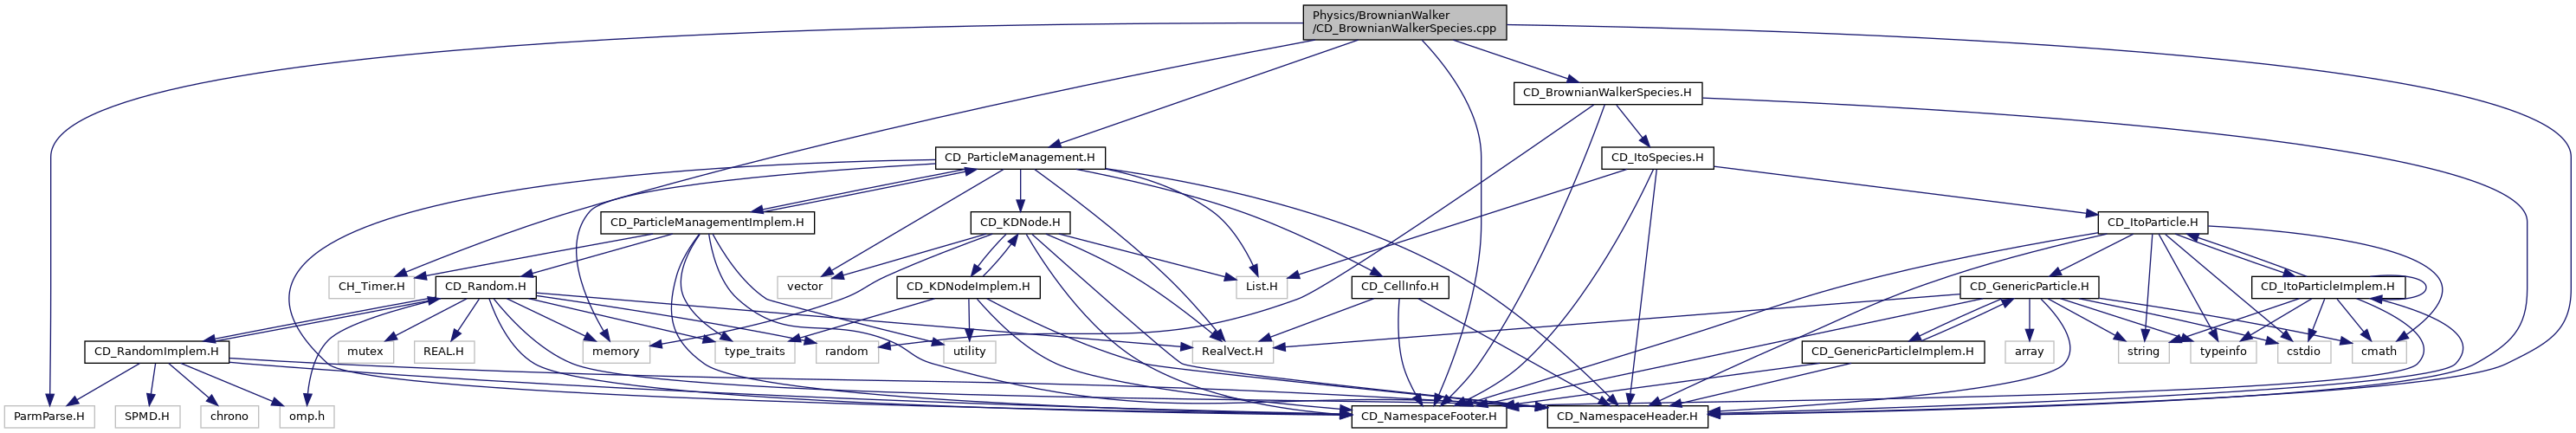 Physics/BrownianWalker
/CD_BrownianWalkerSpecies.cpp
CD_BrownianWalkerSpecies.H
CD_ParticleManagement.H
CD_ItoSpecies.H
CD_ParticleManagementImplem.H
CD_KDNode.H
CD_ItoParticle.H
CH_Timer.H
CD_Random.H
vector
CD_KDNodeImplem.H
List.H
CD_CellInfo.H
CD_GenericParticle.H
CD_ItoParticleImplem.H
CD_RandomImplem.H
mutex
REAL.H
memory
type_traits
random
utility
RealVect.H
CD_GenericParticleImplem.H
array
string
typeinfo
cstdio
cmath
ParmParse.H
SPMD.H
chrono
omp.h
CD_NamespaceFooter.H
CD_NamespaceHeader.H